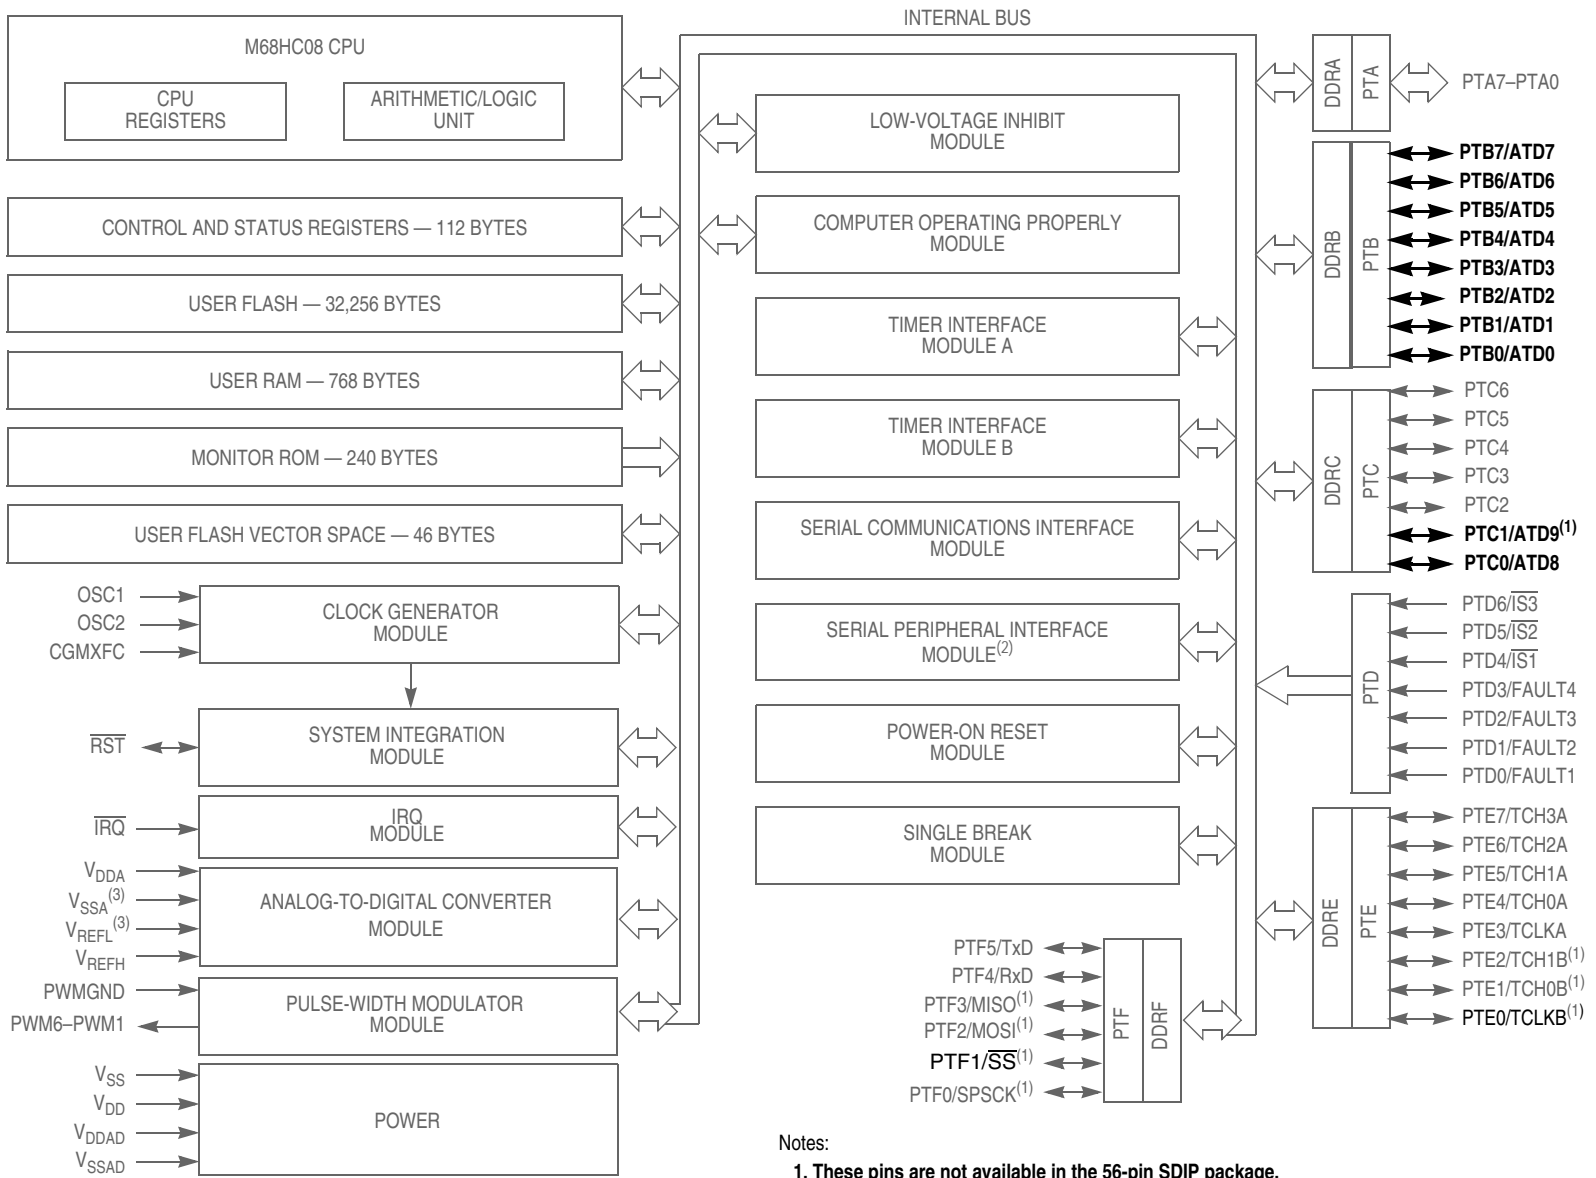 INTERNAL BUS
M68HC08 CPU
CPU
REGISTERS
ARITHMETIC/LOGIC
UNIT
CONTROL AND STATUS REGISTERS — 112 BYTES
USER FLASH — 32,256 BYTES
USER RAM — 768 BYTES
MONITOR ROM — 240 BYTES
USER FLASH VECTOR SPACE — 46 BYTES
OSC1
OSC2
CGMXFC
CLOCK GENERATOR
MODULE
RST
SYSTEM INTEGRATION
MODULE
IRQ
IRQ
MODULE
VDDA
VSSA(3)
VREFL(3)
VREFH
ANALOG-TO-DIGITAL CONVERTER
MODULE
PWMGND
PWM6–PWM1
PULSE-WIDTH MODULATOR
MODULE
VSS
VDD
VDDAD
VSSAD
POWER
LOW-VOLTAGE INHIBIT
MODULE
COMPUTER OPERATING PROPERLY
MODULE
TIMER INTERFACE
MODULE A
TIMER INTERFACE
MODULE B
SERIAL COMMUNICATIONS INTERFACE
MODULE
SERIAL PERIPHERAL INTERFACE
MODULE(2)
POWER-ON RESET
MODULE
SINGLE BREAK
MODULE
PTF5/TxD
PTF4/RxD
PTF3/MISO(1)
PTF2/MOSI(1)
PTF1/SS(1)
PTF0/SPSCK(1)
PTF
DDRF
DDRA
PTA
PTA7–PTA0
DDRB
PTB
PTB7/ATD7
PTB6/ATD6
PTB5/ATD5
PTB4/ATD4
PTB3/ATD3
PTB2/ATD2
PTB1/ATD1
PTB0/ATD0
DDRC
PTC
PTC6
PTC5
PTC4
PTC3
PTC2
PTC1/ATD9(1)
PTC0/ATD8
PTD
PTD6/IS3
PTD5/IS2
PTD4/IS1
PTD3/FAULT4
PTD2/FAULT3
PTD1/FAULT2
PTD0/FAULT1
DDRE
PTE
PTE7/TCH3A
PTE6/TCH2A
PTE5/TCH1A
PTE4/TCH0A
PTE3/TCLKA
PTE2/TCH1B(1)
PTE1/TCH0B(1)
PTE0/TCLKB(1)
Notes:
1. These pins are not available in the 56-pin SDIP package.